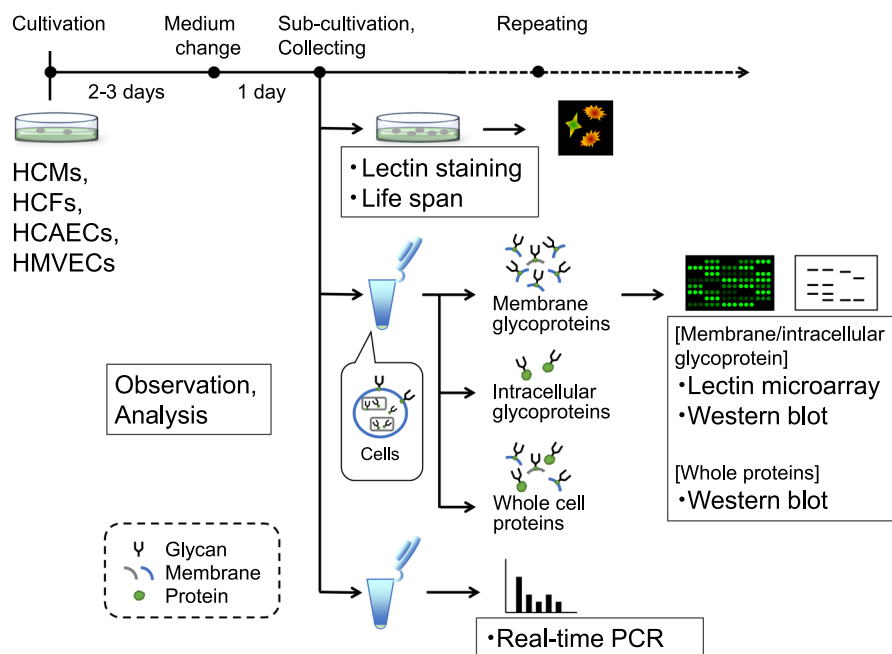 Cultivation
Medium
change
Sub-cultivation,
Collecting
Repeating
2-3 days
1 day
HCMs,
HCFs,
HCAECs,
HMVECs
・Lectin staining
・Life span
Membrane
glycoproteins
Intracellular
glycoproteins
Whole cell
proteins
Cells
[Membrane/intracellular
glycoprotein]
・Lectin microarray
・Western blot
[Whole proteins]
・Western blot
Observation,
Analysis
Glycan
Membrane
Protein
・Real-time PCR